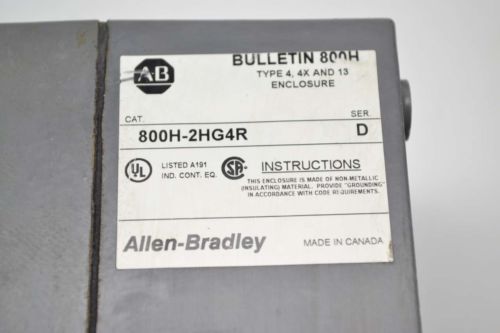 AB
BULLETIN 800H
TYPE 4, 4X AND 13
ENCLOSURE
CAT.
SER.
800H-2HG4R
D
UL
LISTED A191
IND. CONT. EQ.
SA
INSTRUCTIONS
THIS ENCLOSURE IS MADE OF NON-METALLIC
(INSULATING) MATERIAL. PROVIDE "GROUNDING"
IN ACCORDANCE WITH CODE REQUIREMENTS.
Allen-Bradley
MADE IN CANADA